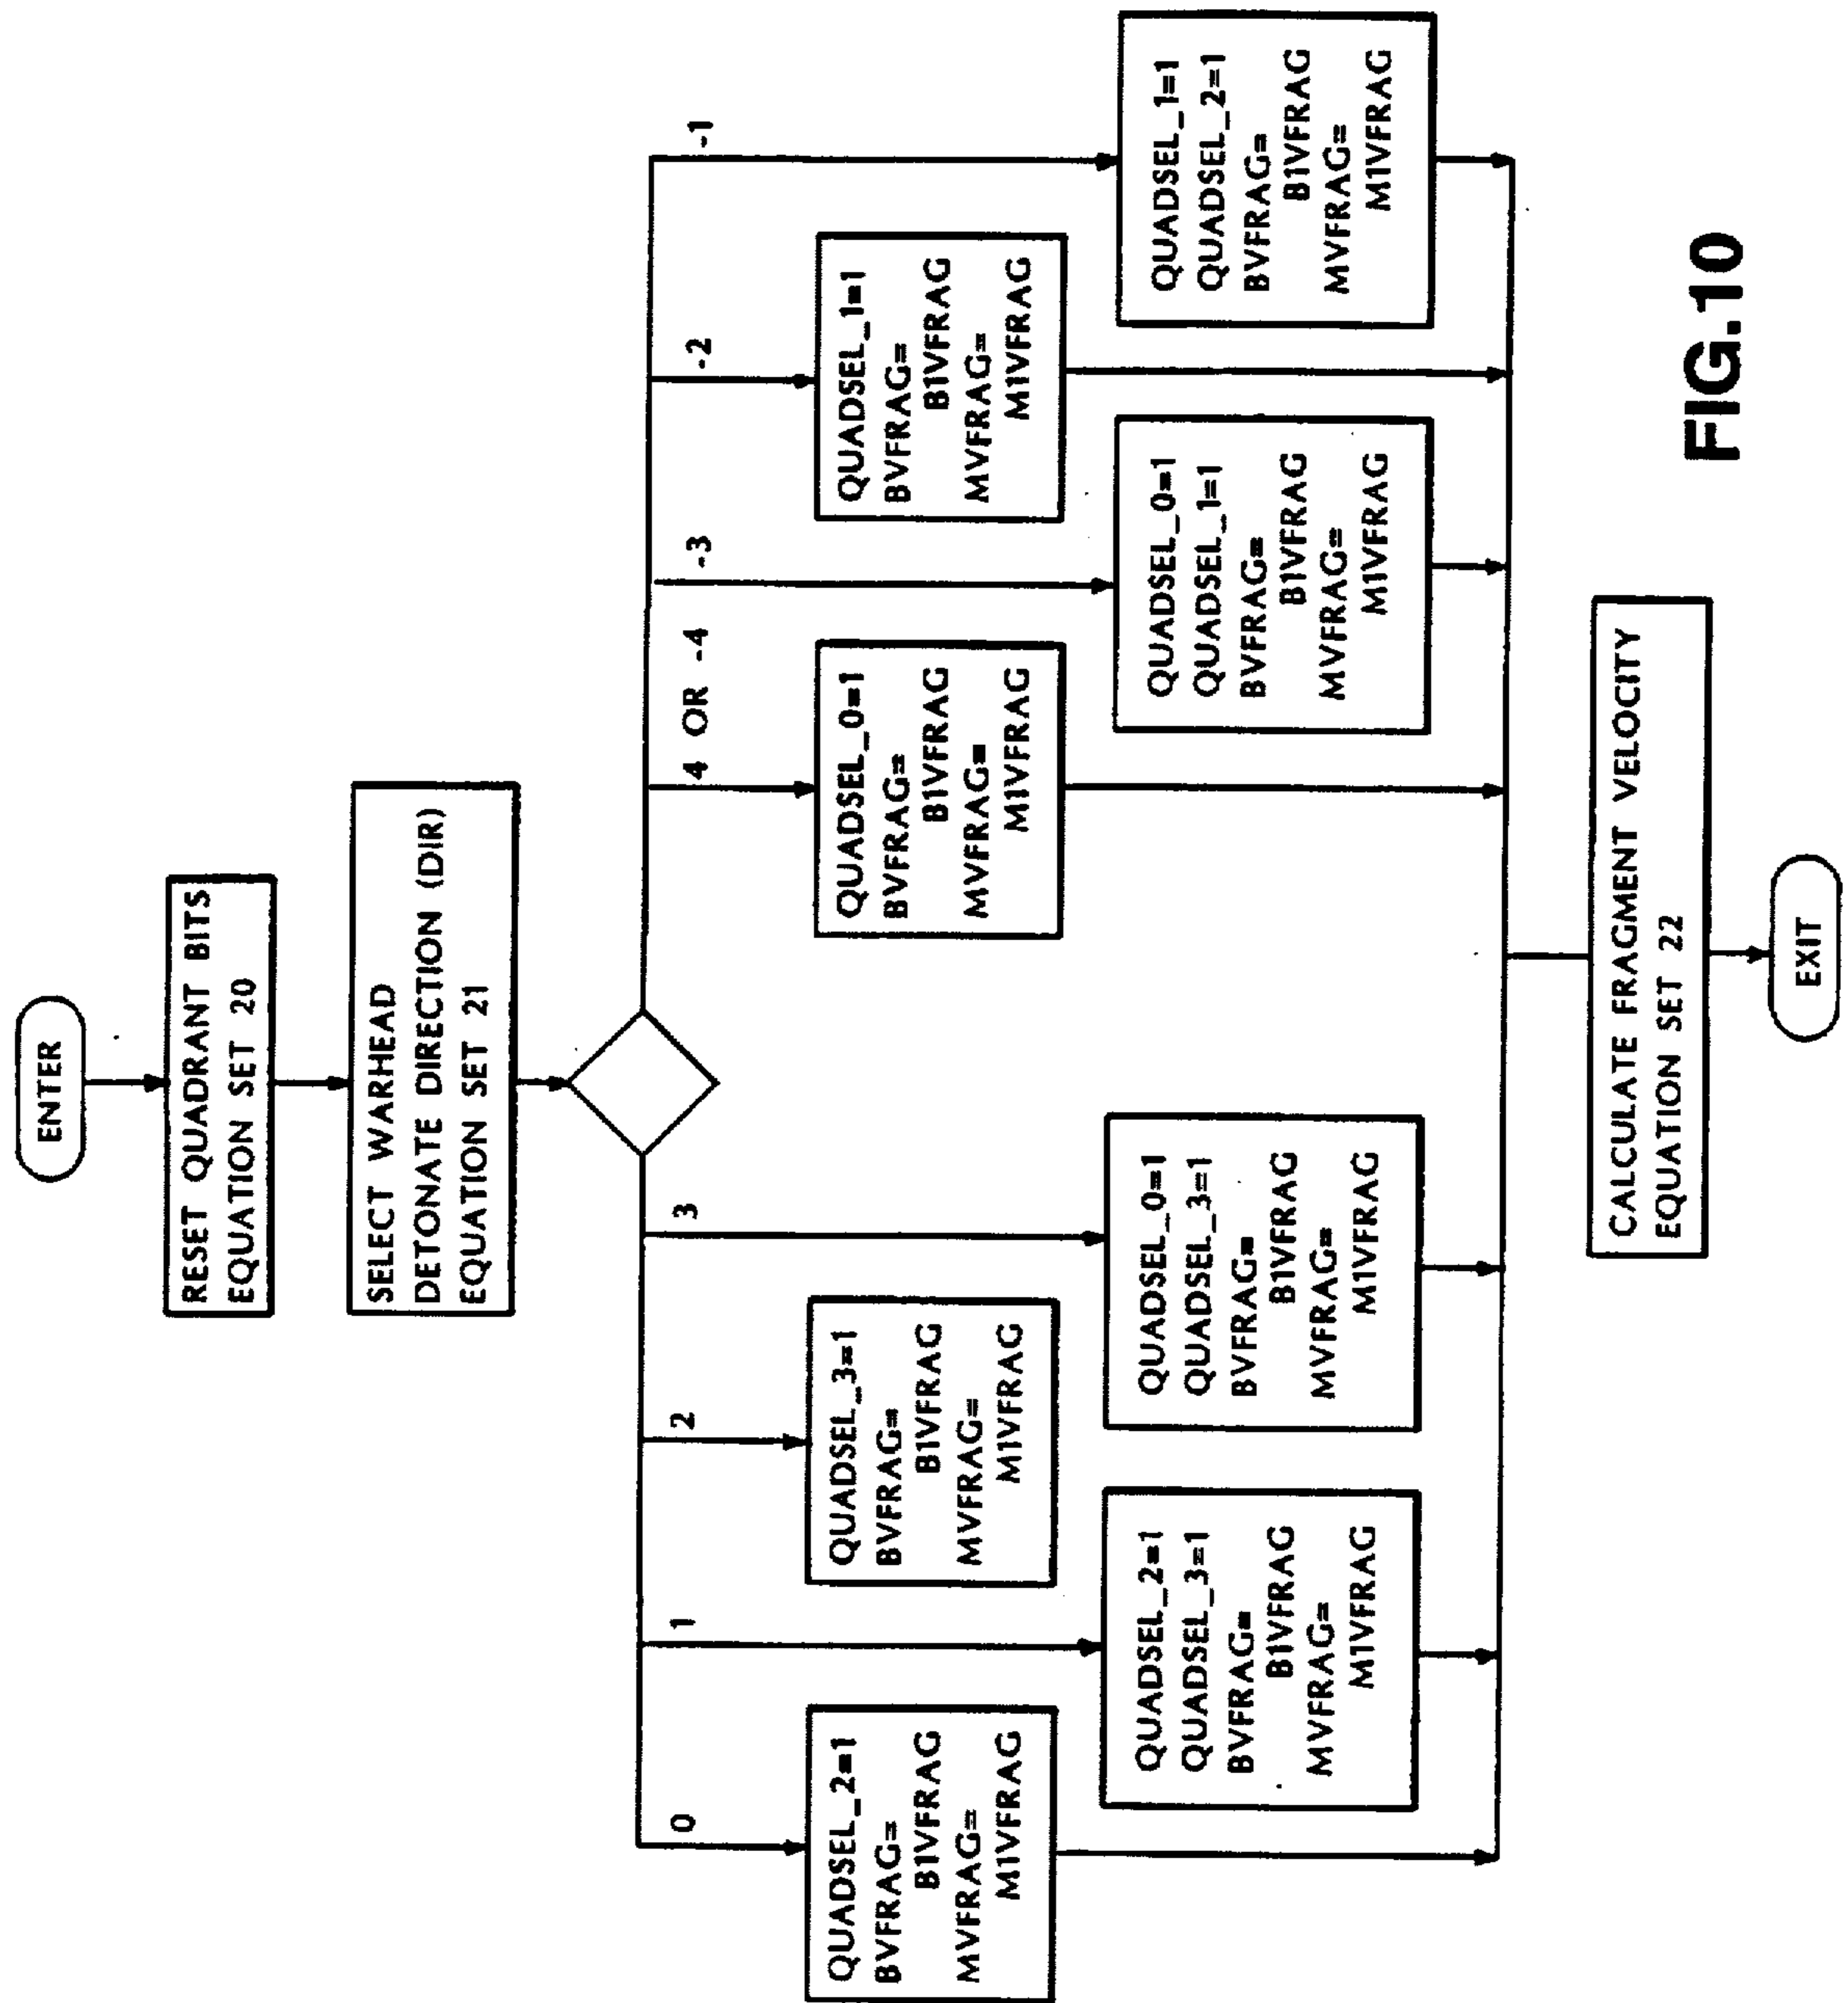 ENTER
RESET QUADRANT BITS
EQUATION SET 20
SELECT WARHEAD
DETONATE DIRECTION (DIR)
EQUATION SET 21
0
1
2
3
4 OR -4
-3
-2
-1
QUADSEL_2=1
BVFRAG=
B1VFRAG
MVFRAG=
M1VFRAG
QUADSEL_3=1
BVFRAG=
B1VFRAG
MVFRAG=
M1VFRAG
QUADSEL_0=1
BVFRAG=
B1VFRAG
MVFRAG=
M1VFRAG
QUADSEL_1=1
BVFRAG=
B1VFRAG
MVFRAG=
M1VFRAG
QUADSEL_2=1
QUADSEL_3=1
BVFRAG=
B1VFRAG
MVFRAG=
M1VFRAG
QUADSEL_0=1
QUADSEL_3=1
BVFRAG=
B1VFRAG
MVFRAG=
M1VFRAG
QUADSEL_0=1
QUADSEL_1=1
BVFRAG=
B1VFRAG
MVFRAG=
M1VFRAG
QUADSEL_1=1
QUADSEL_2=1
BVFRAG=
B1VFRAG
MVFRAG=
M1VFRAG
CALCULATE FRAGMENT VELOCITY
EQUATION SET 22
EXIT
FIG.10